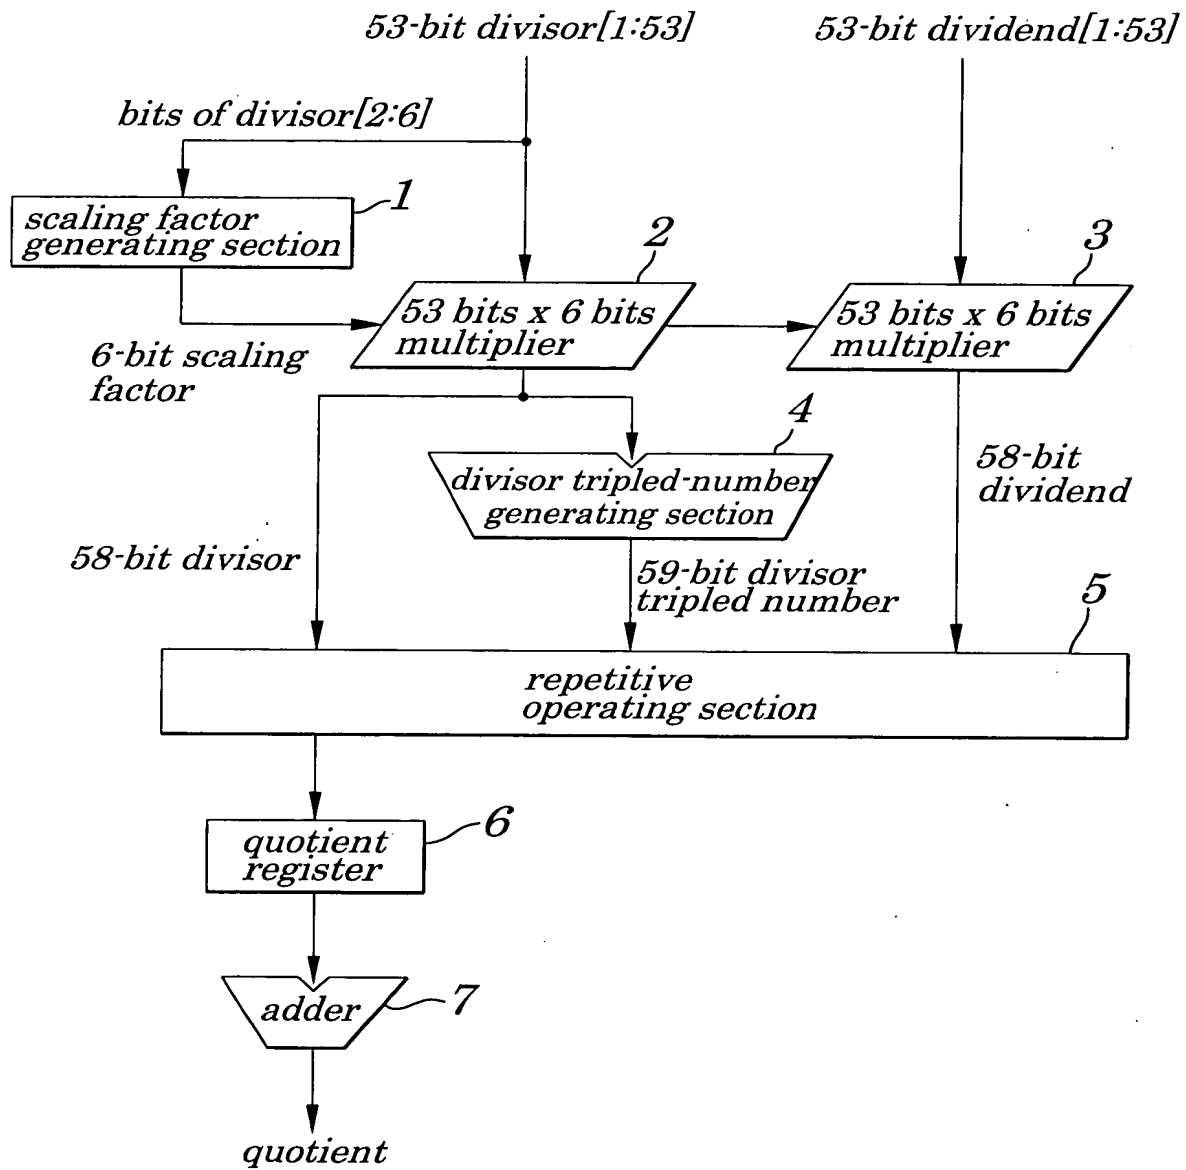 53-bit divisor[1:53]
53-bit dividend[1:53]
bits of divisor[2:6]
1
scaling factor
generating section
2
3
53 bits x 6 bits
multiplier
53 bits x 6 bits
multiplier
6-bit scaling
factor
4
divisor tripled-number
generating section
58-bit
dividend
58-bit divisor
59-bit divisor
tripled number
5
repetitive
operating section
6
quotient
register
adder
7
quotient